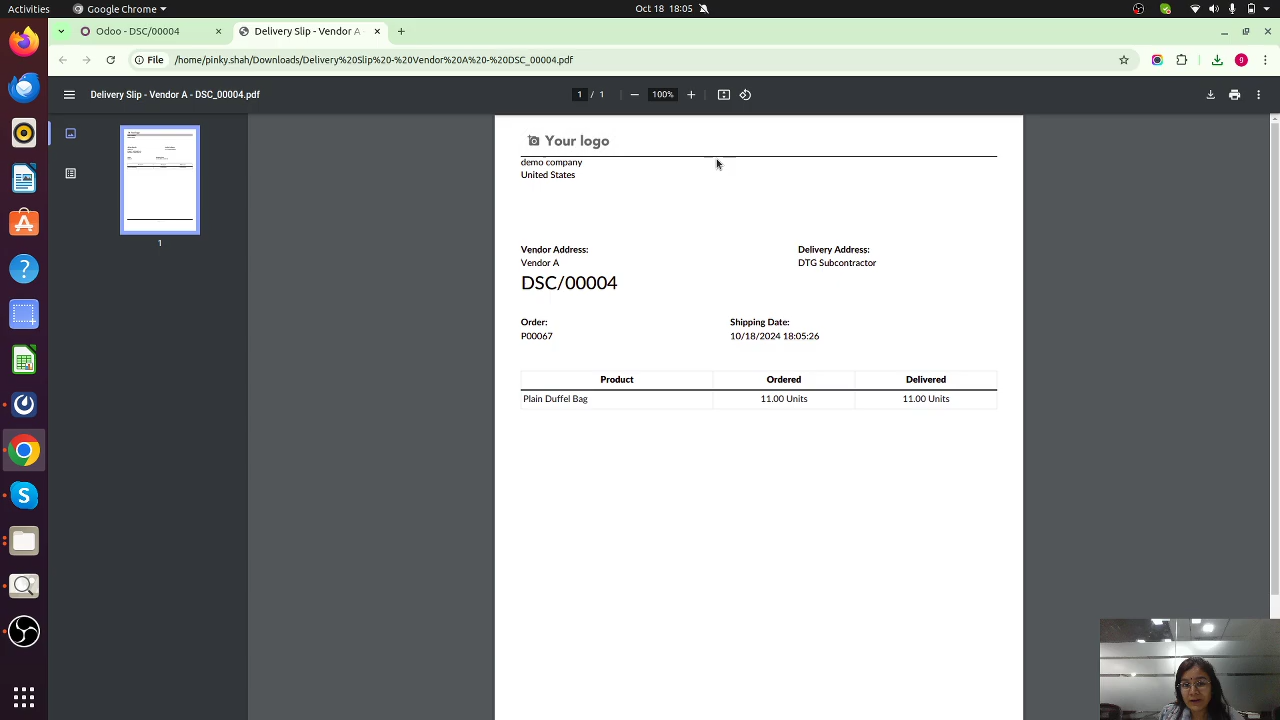 Activities
Google Chrome
Oct 18 18:05
Odoo - DSC/00004
Delivery Slip - Vendor A -
File
/home/pinky.shah/Downloads/Delivery%20Slip%20-%20Vendor%20A%20-%20DSC_00004.pdf
9
Delivery Slip - Vendor A - DSC_00004.pdf
1 / 1
100%
1
Your logo
demo company
United States
Vendor Address:
Delivery Address:
Vendor A
DTG Subcontractor
DSC/00004
Order:
Shipping Date:
P00067
10/18/2024 18:05:26
Product Ordered Delivered
Plain Duffel Bag 11.00 Units 11.00 Units